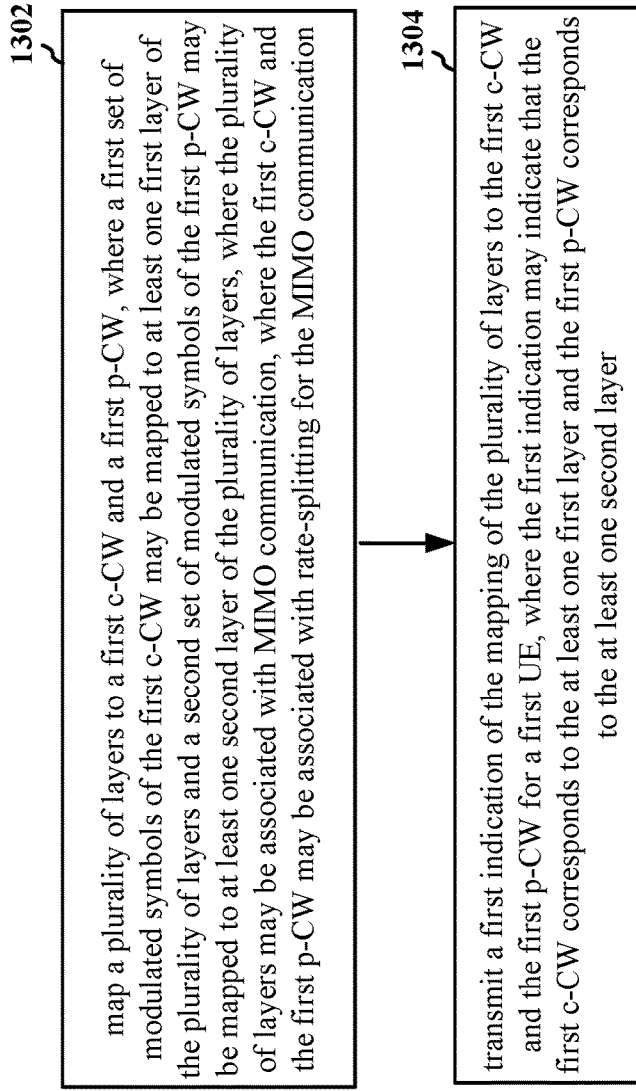 1302
map a plurality of layers to a first c-CW and a first p-CW, where a first set of
modulated symbols of the first c-CW may be mapped to at least one first layer of
the plurality of layers and a second set of modulated symbols of the first p-CW may
be mapped to at least one second layer of the plurality of layers, where the plurality
of layers may be associated with MIMO communication, where the first c-CW and
the first p-CW may be associated with rate-splitting for the MIMO communication
1304
transmit a first indication of the mapping of the plurality of layers to the first c-CW
and the first p-CW for a first UE, where the first indication may indicate that the
first c-CW corresponds to the at least one first layer and the first p-CW corresponds
to the at least one second layer